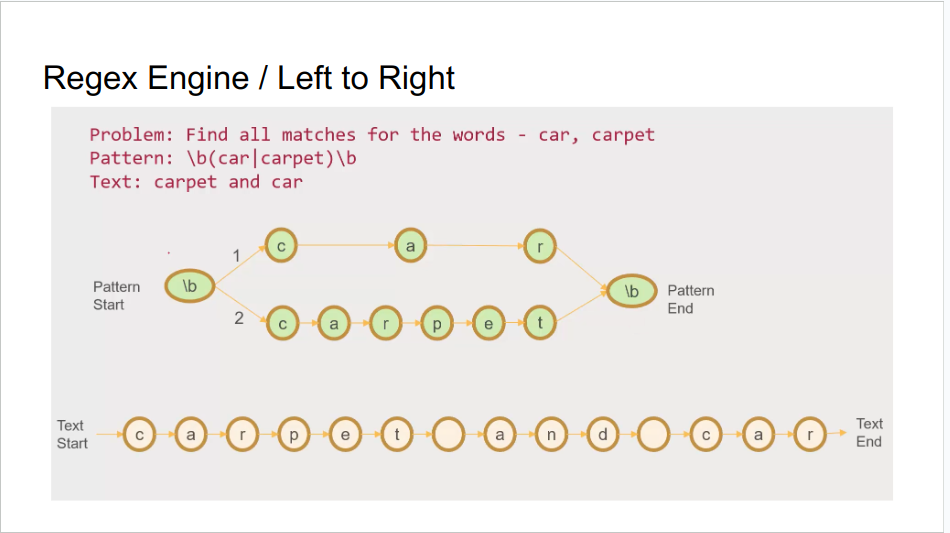 Regex Engine / Left to Right
Problem: Find all matches for the words - car, carpet
Pattern: \b(car|carpet)\b
Text: carpet and car
1
c a r
Pattern
Start
\b
\b
Pattern
End
2
c a r p e t
Text
Start
c a r p e t a n d c a r
Text
End